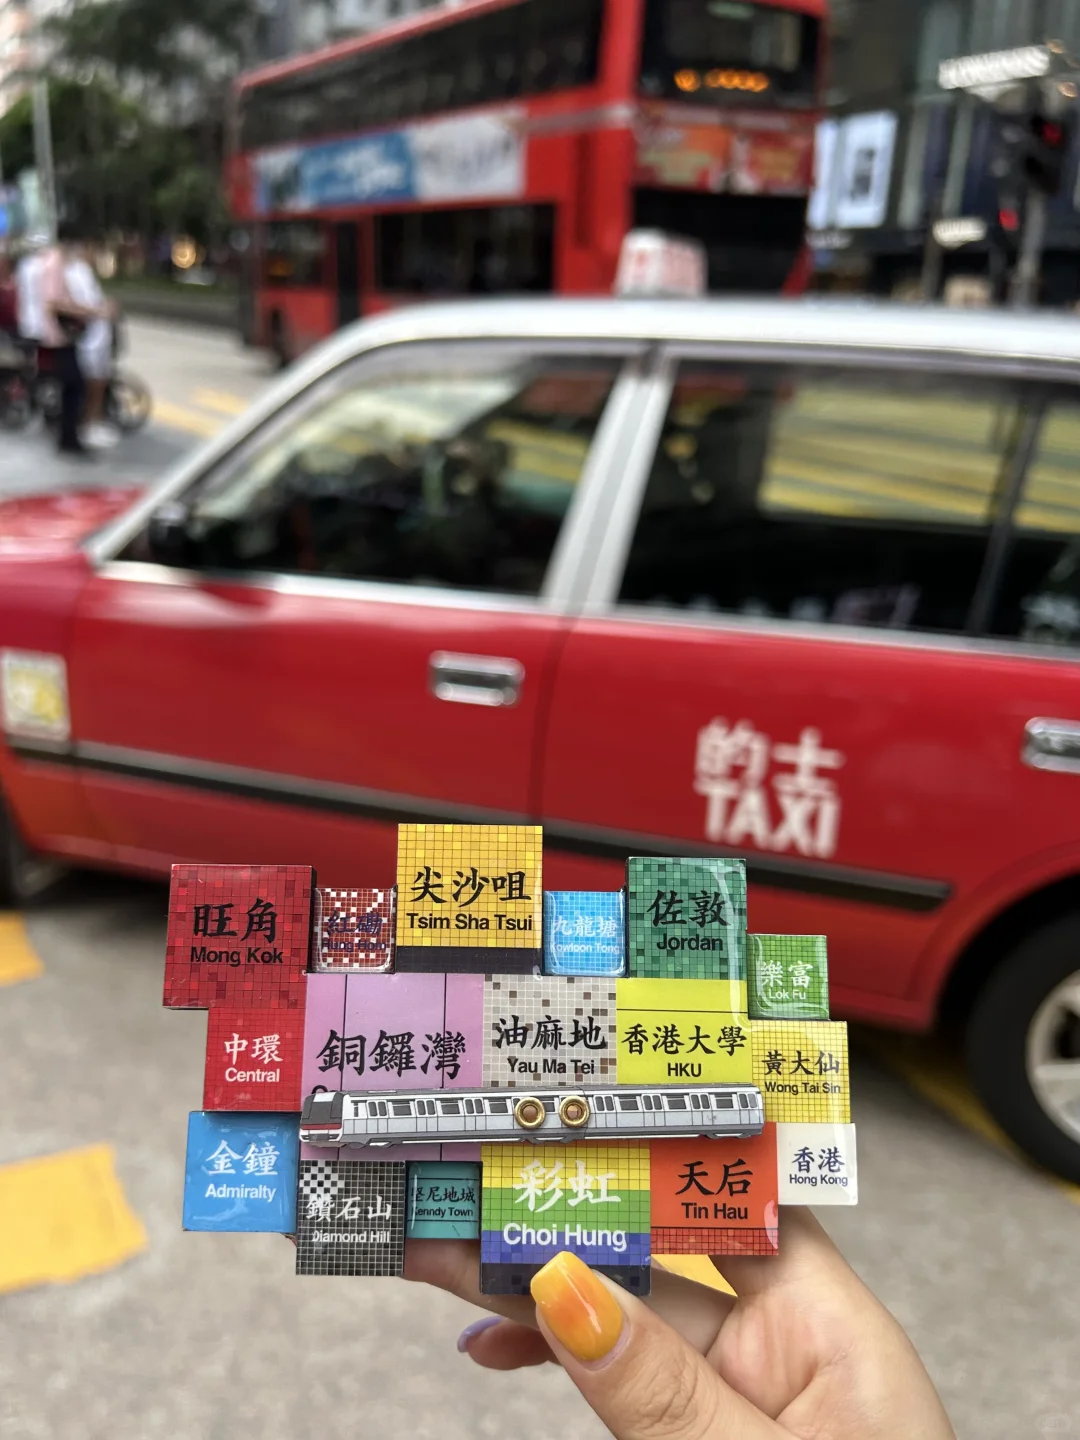 的士
TAXI
尖沙咀
Tsim Sha Tsui
旺角
Mong Kok
紅磡
Hung Hom
九龍塘
Kowloon Tong
佐敦
Jordan
樂富
Lok Fu
中環
Central
銅鑼灣
油麻地
Yau Ma Tei
香港大學
HKU
黃大仙
Wong Tai Sin
金鐘
Admiralty
鑽石山
Diamond Hill
堅尼地城
Kenndy Town
彩虹
Choi Hung
天后
Tin Hau
香港
Hong Kong